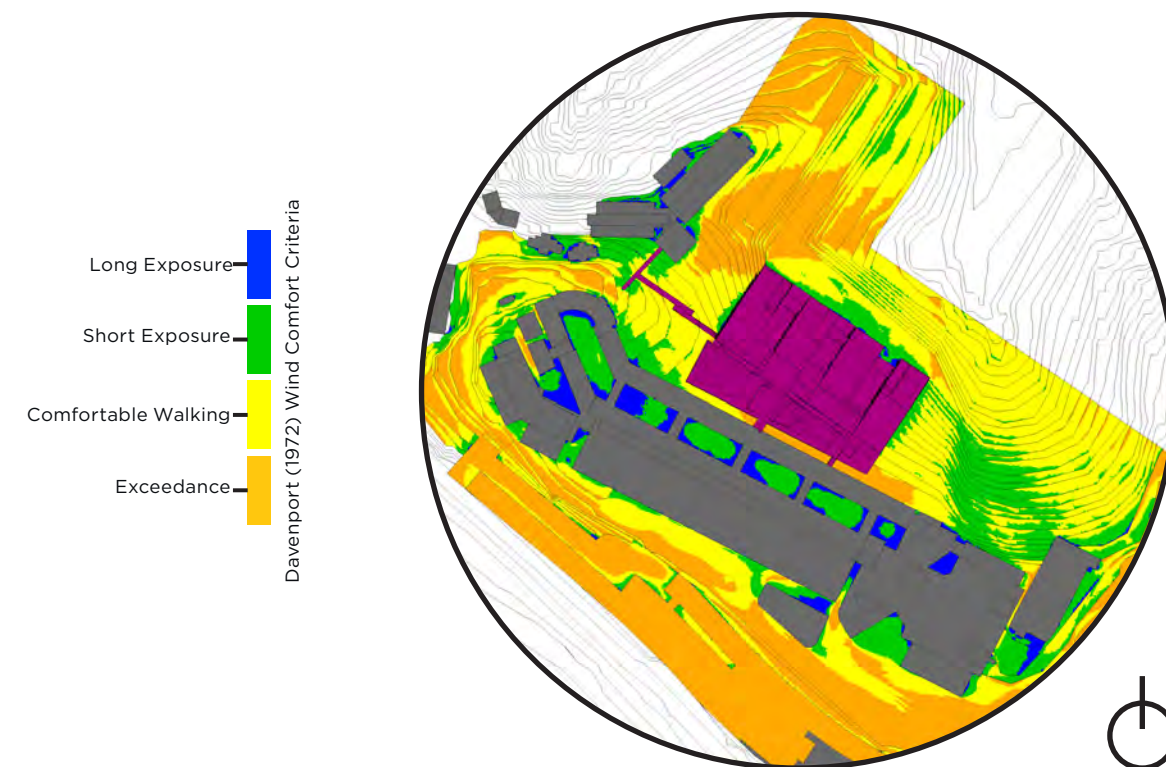 Long Exposure
Short Exposure
Comfortable Walking
Exceedance
Davenport (1972) Wind Comfort Criteria